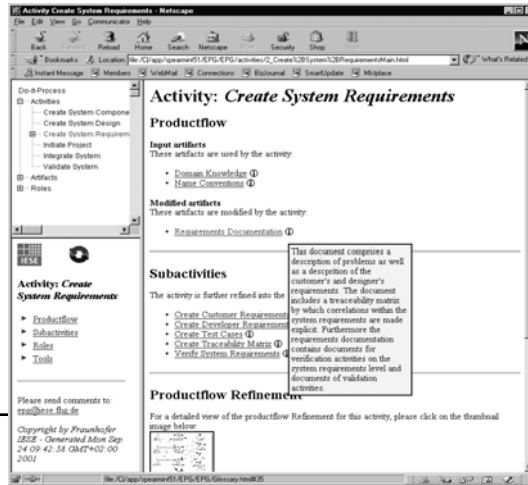 Activity Create System Requirements - Netscape
File Edit View Go Communicator Help
Back Forward Reload Home Search Netscape Print Security Shop Stop
Bookmarks Location: file:/C|/app/spearmint51/EPG/EPG/activities/2_Create%2BSystem%2BRequirementsMain.html What's Related
Instant Message Members WebMail Connections BizJournal SmartUpdate Mktplace
Do-it-Process
Activities
Create System Compone
Create System Design
Create System Requirem
Initiate Project
Integrate System
Validate System
Artifacts
Roles
IESE
Activity: Create
System Requirements
Productflow
Subactivities
Roles
Tools
Please send comments to:
epg@iese.fhg.de
Copyright by Fraunhofer
IESE - Generated Mon Sep
24 09:42:38 GMT+02:00
2001
Activity: Create System Requirements
Productflow
Input artifacts
These artifacts are used by the activity:
• Domain Knowledge
• Name Conventions
Modified artifacts
These artifacts are modified by the activity:
• Requirements Documentation
This document comprises a
description of problems as well
as a descprition of the
customer's and designer's
requirements. The document
includes a treaceability matrix
by which correlations within the
system requirements are made
explicit. Furthermore the
requirements documentation
contains documents for
verification activities on the
system requirements level and
documents of validation
activities.
Subactivities
The activity is further refined into the
• Create Customer Requirements
• Create Developer Requirement
• Create Test Cases
• Create Traceability Matrix
• Verify System Requirements
Productflow Refinement
For a detailed view of the productflow Refinement for this activity, please click on the thumbnail
image below:
file:/C|/app/spearmint51/EPG/EPG/Glossary.html#35